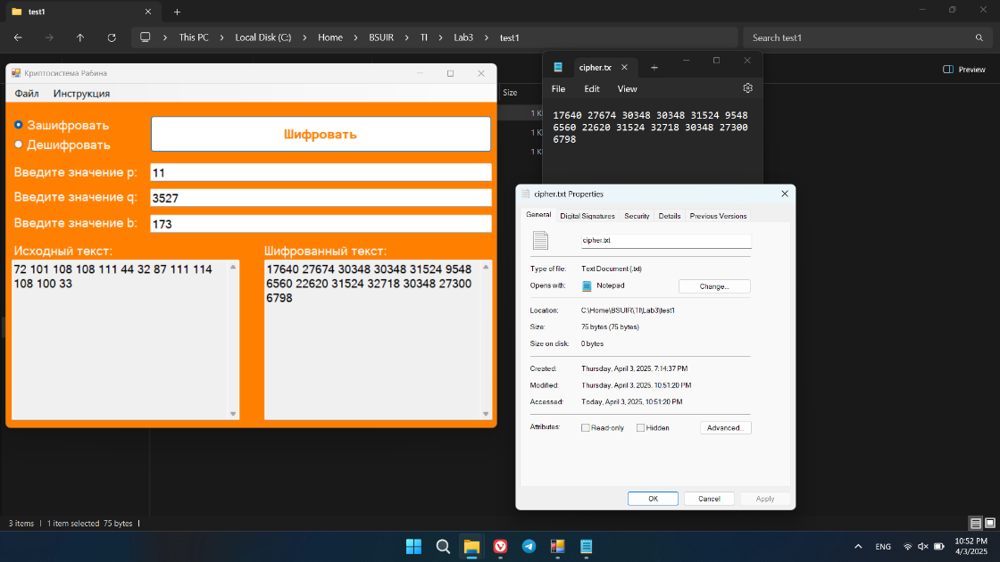 test1
This PC > Local Disk (C:) > Home > BSUIR > TI > Lab3 > test1
Search test1
Preview
Size
Криптосистема Рабина
Файл Инструкция
Зашифровать
Дешифровать
Шифровать
Введите значение p: 11
Введите значение q: 3527
Введите значение b: 173
Исходный текст:
72 101 108 108 111 44 32 87 111 114
108 100 33
Шифрованный текст:
17640 27674 30348 30348 31524 9548
6560 22620 31524 32718 30348 27300
6798
cipher.tx
File Edit View
17640 27674 30348 30348 31524 9548
6560 22620 31524 32718 30348 27300
6798
cipher.txt Properties
General Digital Signatures Security Details Previous Versions
cipher.txt
Type of file: Text Document (.txt)
Opens with: Notepad Change...
Location: C:\Home\BSUIR\TI\Lab3\test1
Size: 75 bytes (75 bytes)
Size on disk: 0 bytes
Created: Thursday, April 3, 2025, 7:14:37 PM
Modified: Thursday, April 3, 2025, 10:51:20 PM
Accessed: Today, April 3, 2025, 10:51:20 PM
Attributes: Read-only Hidden Advanced...
OK Cancel Apply
3 items 1 item selected 75 bytes
ENG
10:52 PM
4/3/2025